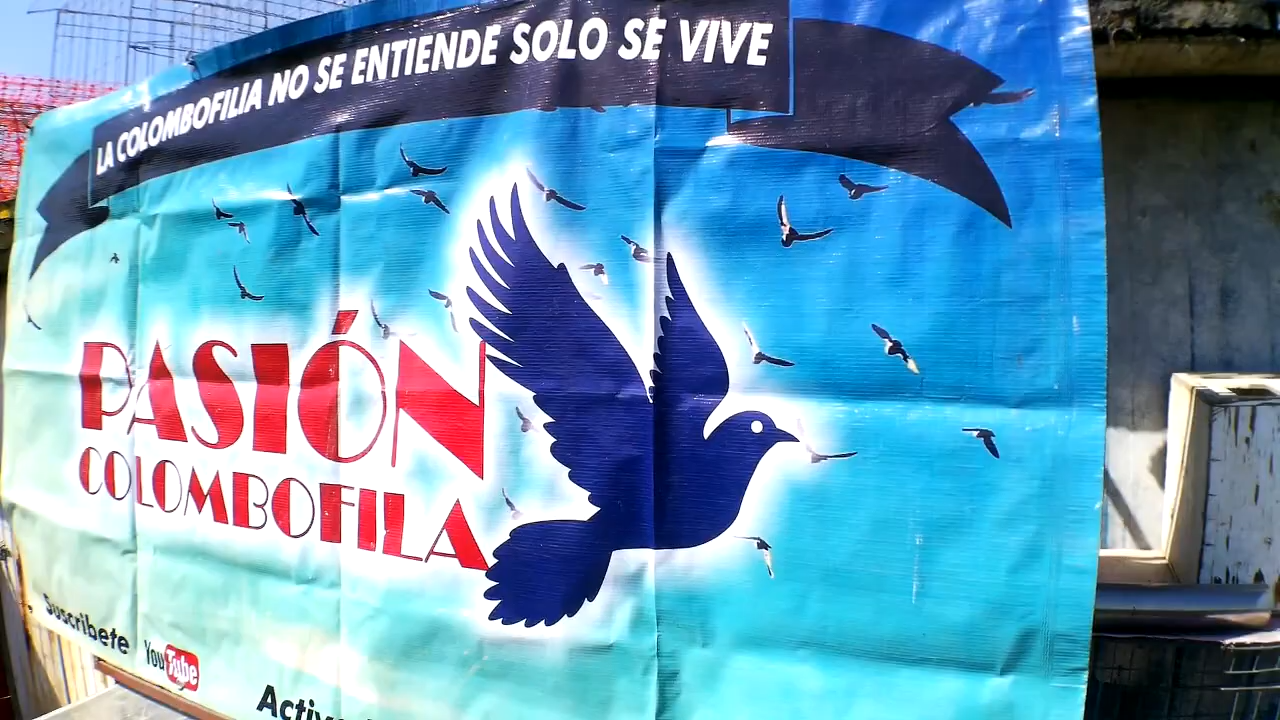 LA COLOMBOFILIA NO SE ENTIENDE SOLO SE VIVE
PASIÓN
COLOMBOFILA
Suscribete
YouTube